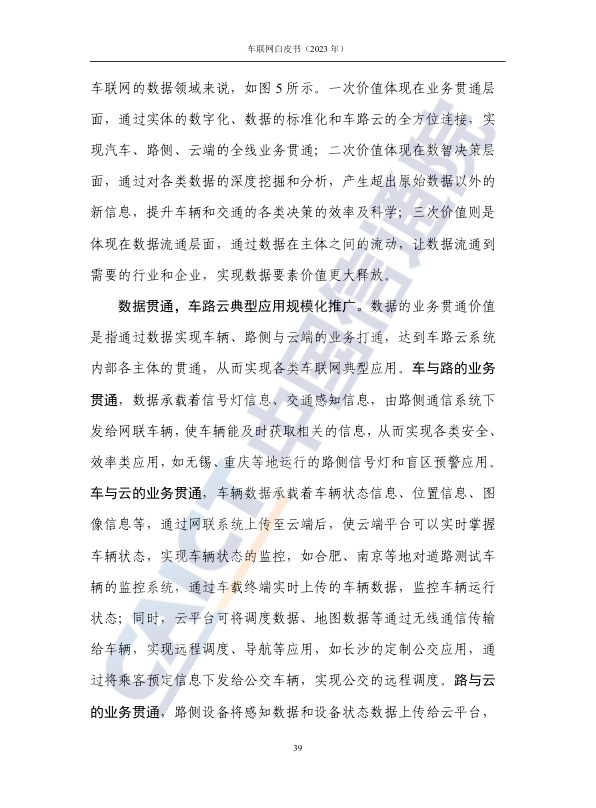 车联网白皮书（2023 年）
车联网的数据领域来说，如图 5 所示。一次价值体现在业务贯通层
面，通过实体的数字化、数据的标准化和车路云的全方位连接，实
现汽车、路侧、云端的全线业务贯通；二次价值体现在数智决策层
面，通过对各类数据的深度挖掘和分析，产生超出原始数据以外的
新信息，提升车辆和交通的各类决策的效率及科学；三次价值则是
体现在数据流通层面，通过数据在主体之间的流动，让数据流通到
需要的行业和企业，实现数据要素价值更大释放。
数据贯通，车路云典型应用规模化推广。数据的业务贯通价值
是指通过数据实现车辆、路侧与云端的业务打通，达到车路云系统
内部各主体的贯通，从而实现各类车联网典型应用。车与路的业务
贯通，数据承载着信号灯信息、交通感知信息，由路侧通信系统下
发给网联车辆，使车辆能及时获取相关的信息，从而实现各类安全、
效率类应用，如无锡、重庆等地运行的路侧信号灯和盲区预警应用。
车与云的业务贯通，车辆数据承载着车辆状态信息、位置信息、图
像信息等，通过网联系统上传至云端后，使云端平台可以实时掌握
车辆状态，实现车辆状态的监控，如合肥、南京等地对道路测试车
辆的监控系统，通过车载终端实时上传的车辆数据，监控车辆运行
状态；同时，云平台可将调度数据、地图数据等通过无线通信传输
给车辆，实现远程调度、导航等应用，如长沙的定制公交应用，通
过将乘客预定信息下发给公交车辆，实现公交的远程调度。路与云
的业务贯通，路侧设备将感知数据和设备状态数据上传给云平台，
39
CAICT 中国信通院